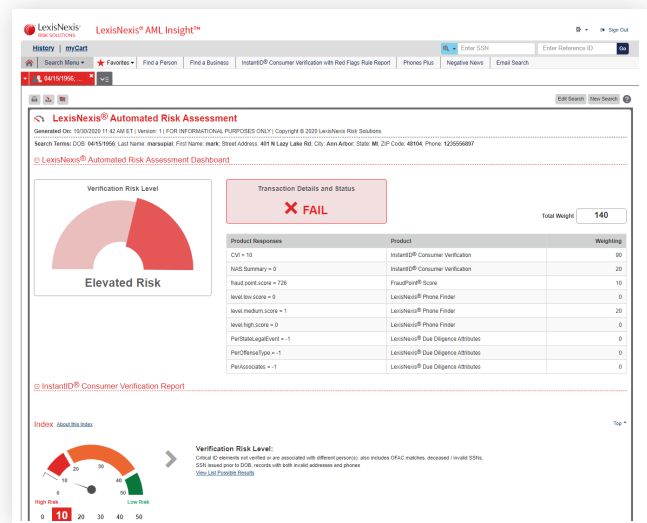 LexisNexis®
RISK SOLUTIONS
LexisNexis® AML Insight™
Sign Out
History | myCart
Enter SSN
Enter Reference ID
Go
Search Menu
Favorites
Find a Person
Find a Business
InstantID® Consumer Verification with Red Flags Rule Report
Phones Plus
Negative News
Email Search
04/15/1956; ...
Edit Search
New Search
?
LexisNexis® Automated Risk Assessment
Generated On: 10/30/2020 11:42 AM ET | Version: 1 | FOR INFORMATIONAL PURPOSES ONLY | Copyright © 2020 LexisNexis Risk Solutions.
Search Terms: DOB: 04/15/1956; Last Name: marsupial; First Name: mark; Street Address: 401 N Lazy Lake Rd; City: Ann Arbor; State: MI; ZIP Code: 48104; Phone: 1235556897
LexisNexis® Automated Risk Assessment Dashboard
Verification Risk Level
Elevated Risk
Transaction Details and Status
FAIL
Total Weight 140
Product Responses Product Weighting
CVI = 10 InstantID® Consumer Verification 90
NAS Summary = 0 InstantID® Consumer Verification 20
fraud point.score = 726 FraudPoint® Score 10
level.low.score = 0 LexisNexis® Phone Finder 0
level.medium.score = 1 LexisNexis® Phone Finder 20
level.high.score = 0 LexisNexis® Phone Finder 0
PerStateLegalEvent = -1 LexisNexis® Due Diligence Attributes 0
PerOffenseType = -1 LexisNexis® Due Diligence Attributes 0
PerAssociates = -1 LexisNexis® Due Diligence Attributes 0
InstantID® Consumer Verification Report
Index About this Index
Top
0 10 20 30 40 50
High Risk
Low Risk
0 10 20 30 40 50
Verification Risk Level:
Critical ID elements not verified or are associated with different person(s); also includes OFAC matches, deceased / invalid SSNs,
SSN issued prior to DOB, records with both invalid addresses and phones
View List Possible Results